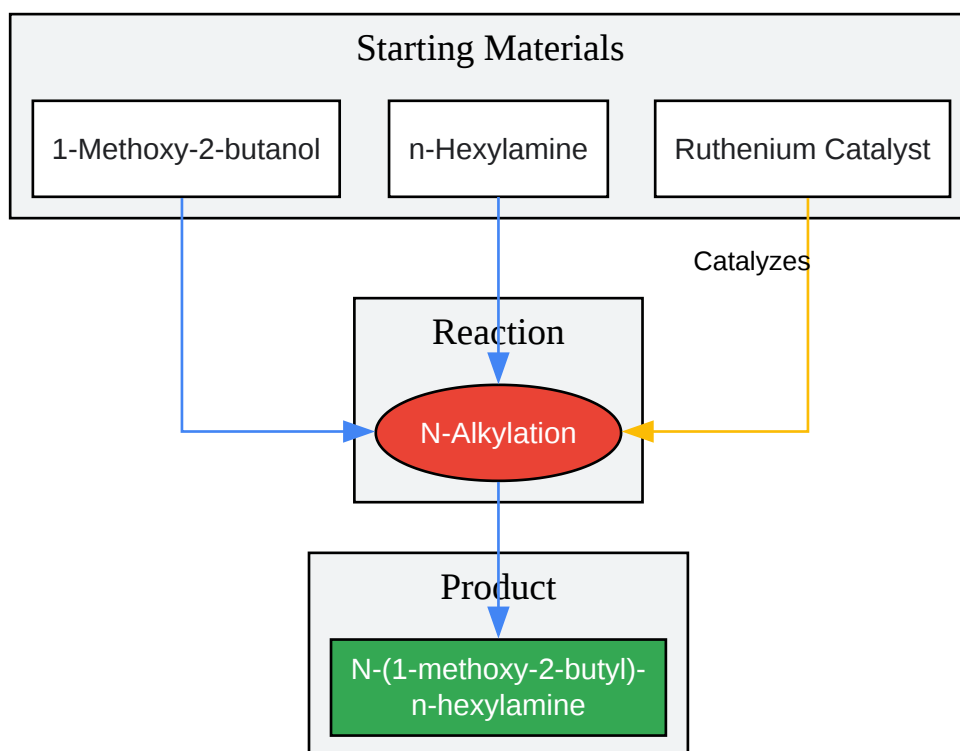 Starting Materials
1-Methoxy-2-butanol
n-Hexylamine
Ruthenium Catalyst
Catalyzes
Reaction
N-Alkylation
Product
N-(1-methoxy-2-butyl)-
n-hexylamine